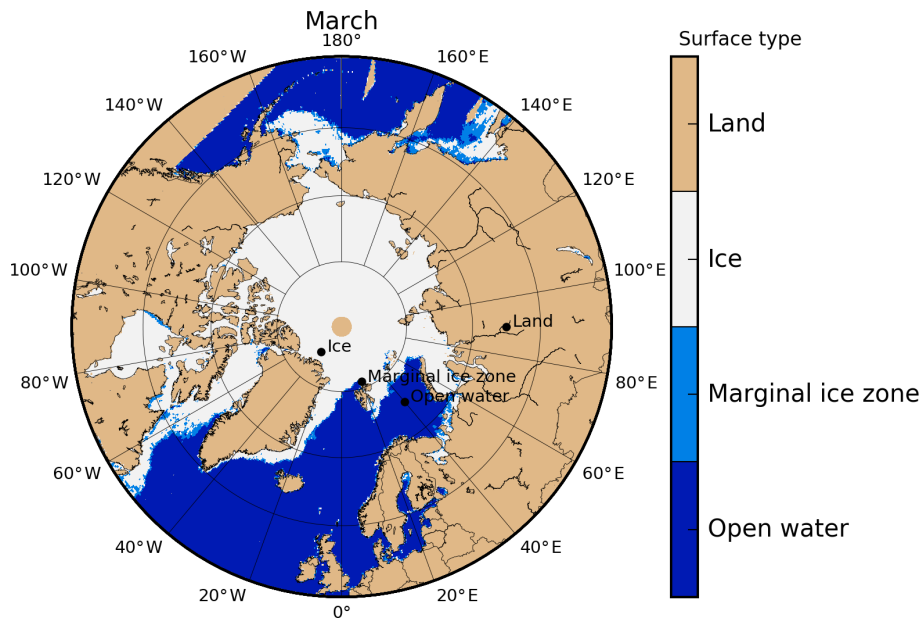 March
180°
160°W
160°E
140°W
140°E
120°W
120°E
100°W
100°E
80°W
80°E
60°W
60°E
40°W
40°E
20°W
20°E
0°
Land
Ice
Marginal ice zone
Open water
Surface type
Land
Ice
Marginal ice zone
Open water